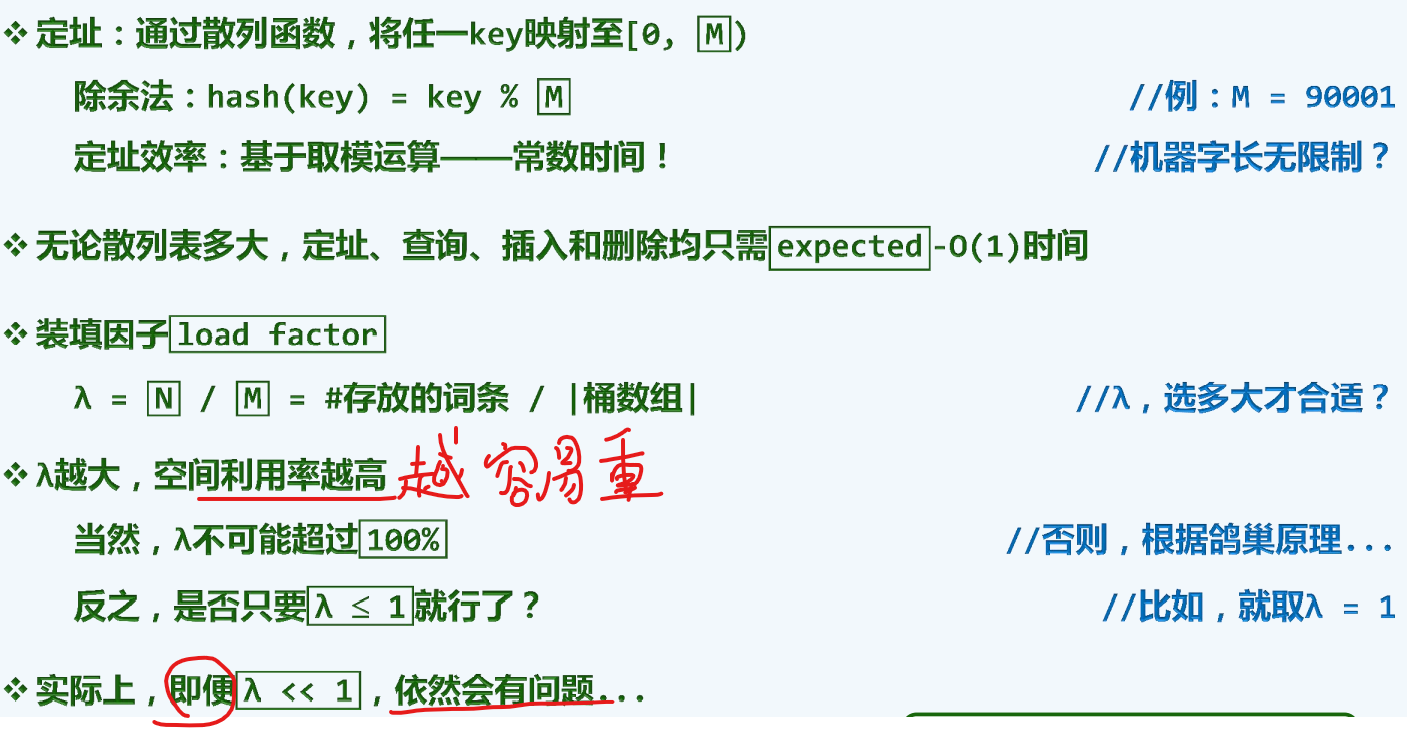 ❖ 定址：通过散列函数，将任一key映射至[0, M)
除余法：hash(key) = key % M //例：M = 90001
定址效率：基于取模运算——常数时间！ //机器字长无限制？
❖ 无论散列表多大，定址、查询、插入和删除均只需expected-O(1)时间
❖ 装填因子load factor
λ = N / M = #存放的词条 / |桶数组| //λ，选多大才合适？
❖ λ越大，空间利用率越高 越容易重
当然，λ不可能超过100% //否则，根据鸽巢原理...
反之，是否只要λ ≤ 1就行了？ //比如，就取λ = 1
❖ 实际上，即便λ << 1，依然会有问题...